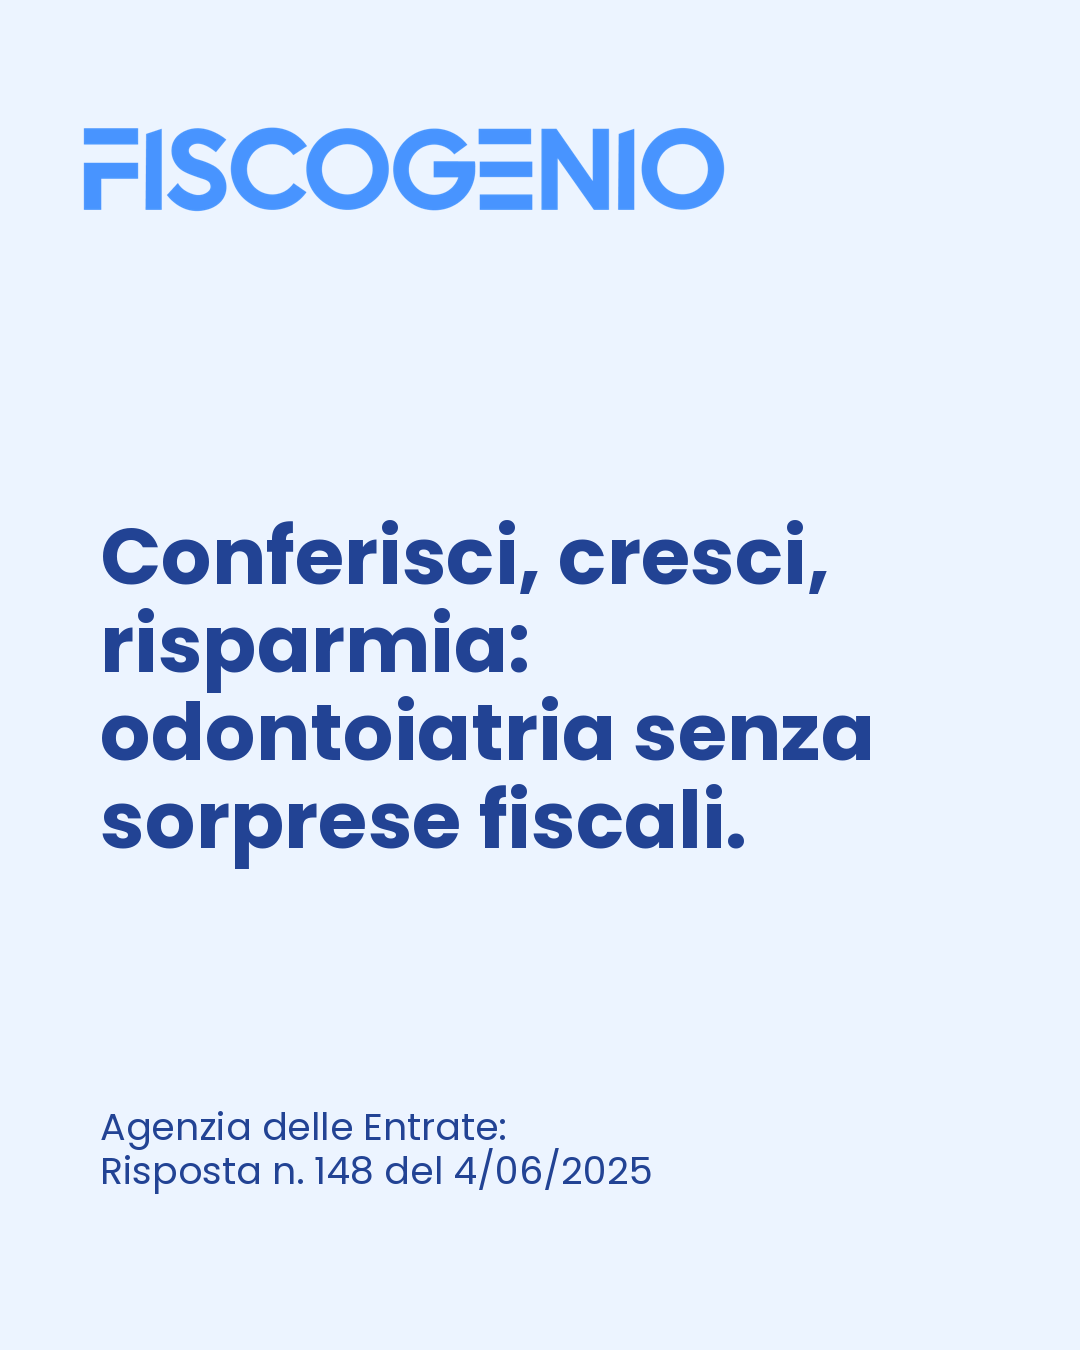 FISCOGENIO
Conferisci, cresci,
risparmia:
odontoiatria senza
sorprese fiscali.
Agenzia delle Entrate:
Risposta n. 148 del 4/06/2025